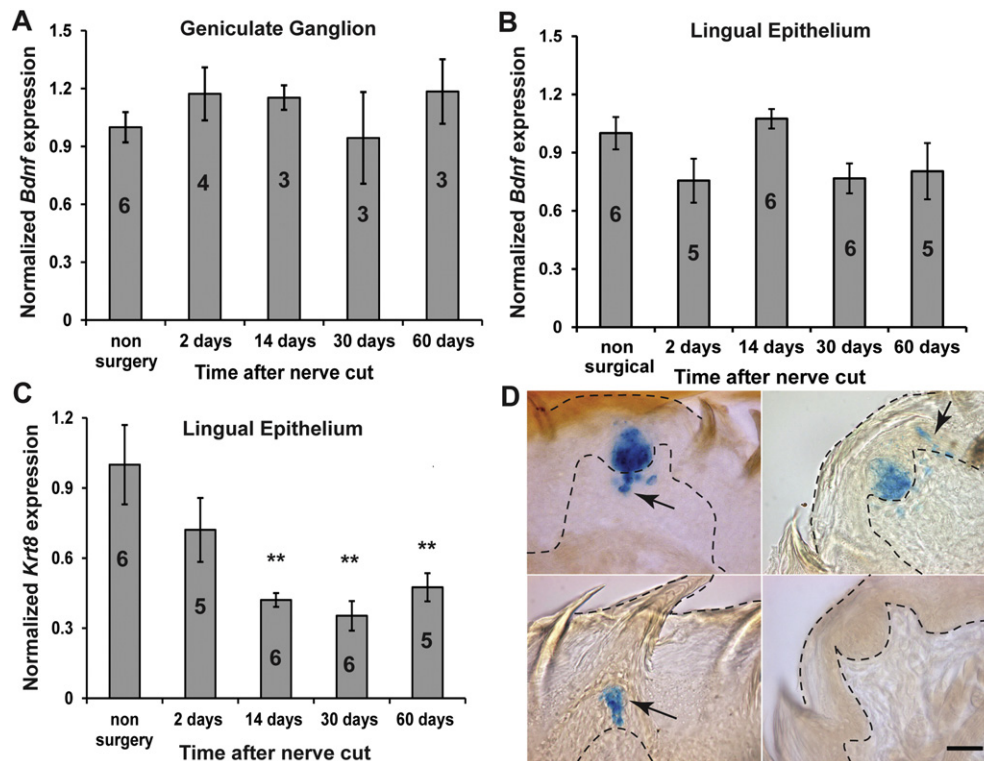 A
Geniculate Ganglion
Normalized Bdnf expression
1.5
1.2
0.9
0.6
0.3
0
6
4
3
3
3
non surgery
2 days
14 days
30 days
60 days
Time after nerve cut
B
Lingual Epithelium
Normalized Bdnf expression
1.5
1.2
0.9
0.6
0.3
0
6
5
6
6
5
non surgical
2 days
14 days
30 days
60 days
Time after nerve cut
C
Lingual Epithelium
Normalized Krt8 expression
1.2
0.9
0.6
0.3
0
**
**
**
6
5
6
6
5
non surgery
2 days
14 days
30 days
60 days
Time after nerve cut
D